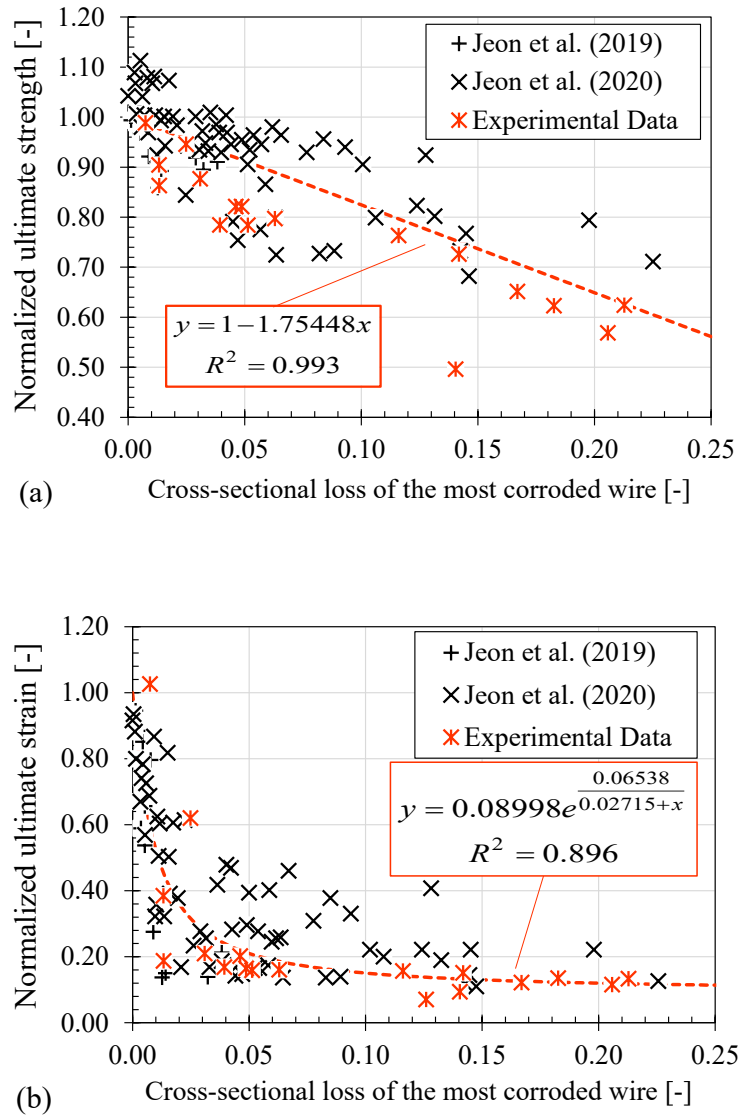 Normalized ultimate strength [-]
1.20
1.10
1.00
0.90
0.80
0.70
0.60
0.50
0.40
Jeon et al. (2019)
Jeon et al. (2020)
Experimental Data
y = 1−1.75448x
R² = 0.993
0.00 0.05 0.10 0.15 0.20 0.25
(a) Cross-sectional loss of the most corroded wire [-]
Normalized ultimate strain [-]
1.20
1.00
0.80
0.60
0.40
0.20
0.00
Jeon et al. (2019)
Jeon et al. (2020)
Experimental Data
y = 0.08998e^(0.06538/(0.02715+x))
R² = 0.896
0.00 0.05 0.10 0.15 0.20 0.25
(b) Cross-sectional loss of the most corroded wire [-]